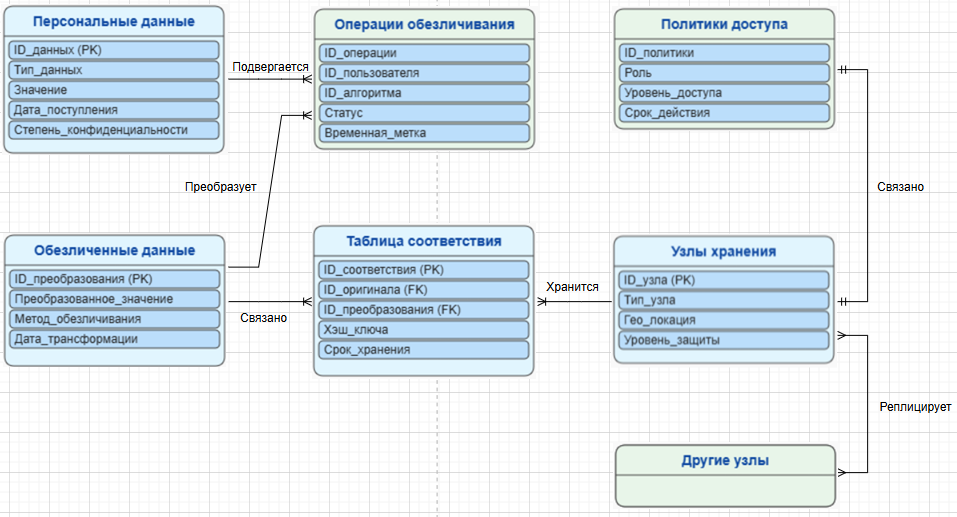 Персональные данные
ID_данных (PK)
Тип_данных
Значение
Дата_поступления
Степень_конфиденциальности
Подвергается
Операции обезличивания
ID_операции
ID_пользователя
ID_алгоритма
Статус
Временная_метка
Политики доступа
ID_политики
Роль
Уровень_доступа
Срок_действия
Преобразует
Связано
Обезличенные данные
ID_преобразования (PK)
Преобразованное_значение
Метод_обезличивания
Дата_трансформации
Связано
Таблица соответствия
ID_соответствия (PK)
ID_оригинала (FK)
ID_преобразования (FK)
Хэш_ключа
Срок_хранения
Хранится
Узлы хранения
ID_узла (PK)
Тип_узла
Гео_локация
Уровень_защиты
Реплицирует
Другие узлы